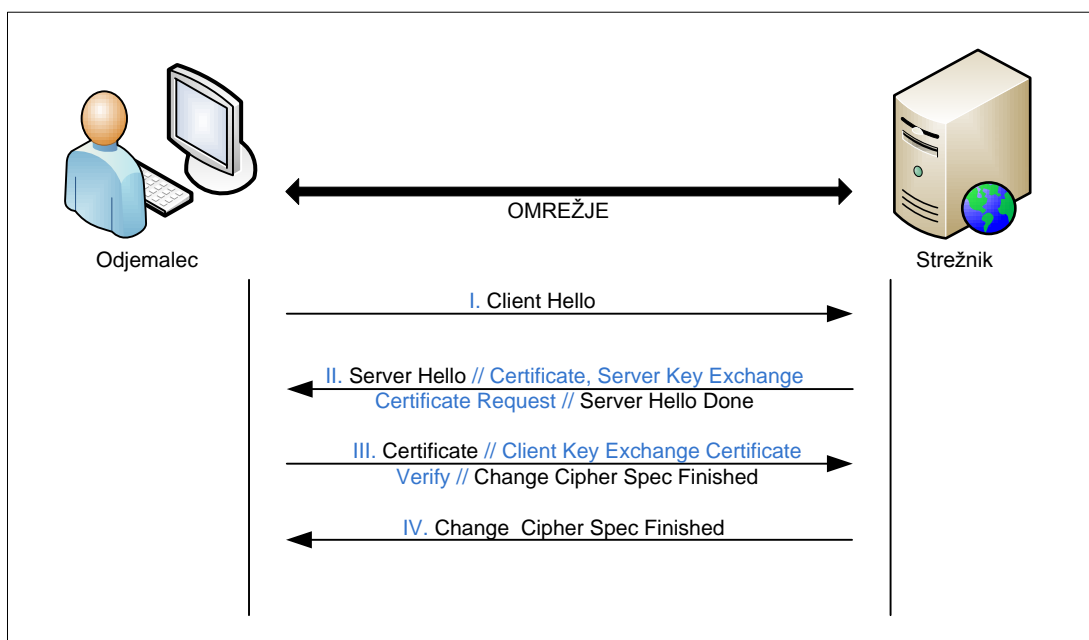 OMREŽJE
Odjemalec
Strežnik
I. Client Hello
II. Server Hello // Certificate, Server Key Exchange
Certificate Request // Server Hello Done
III. Certificate // Client Key Exchange Certificate
Verify // Change Cipher Spec Finished
IV. Change Cipher Spec Finished